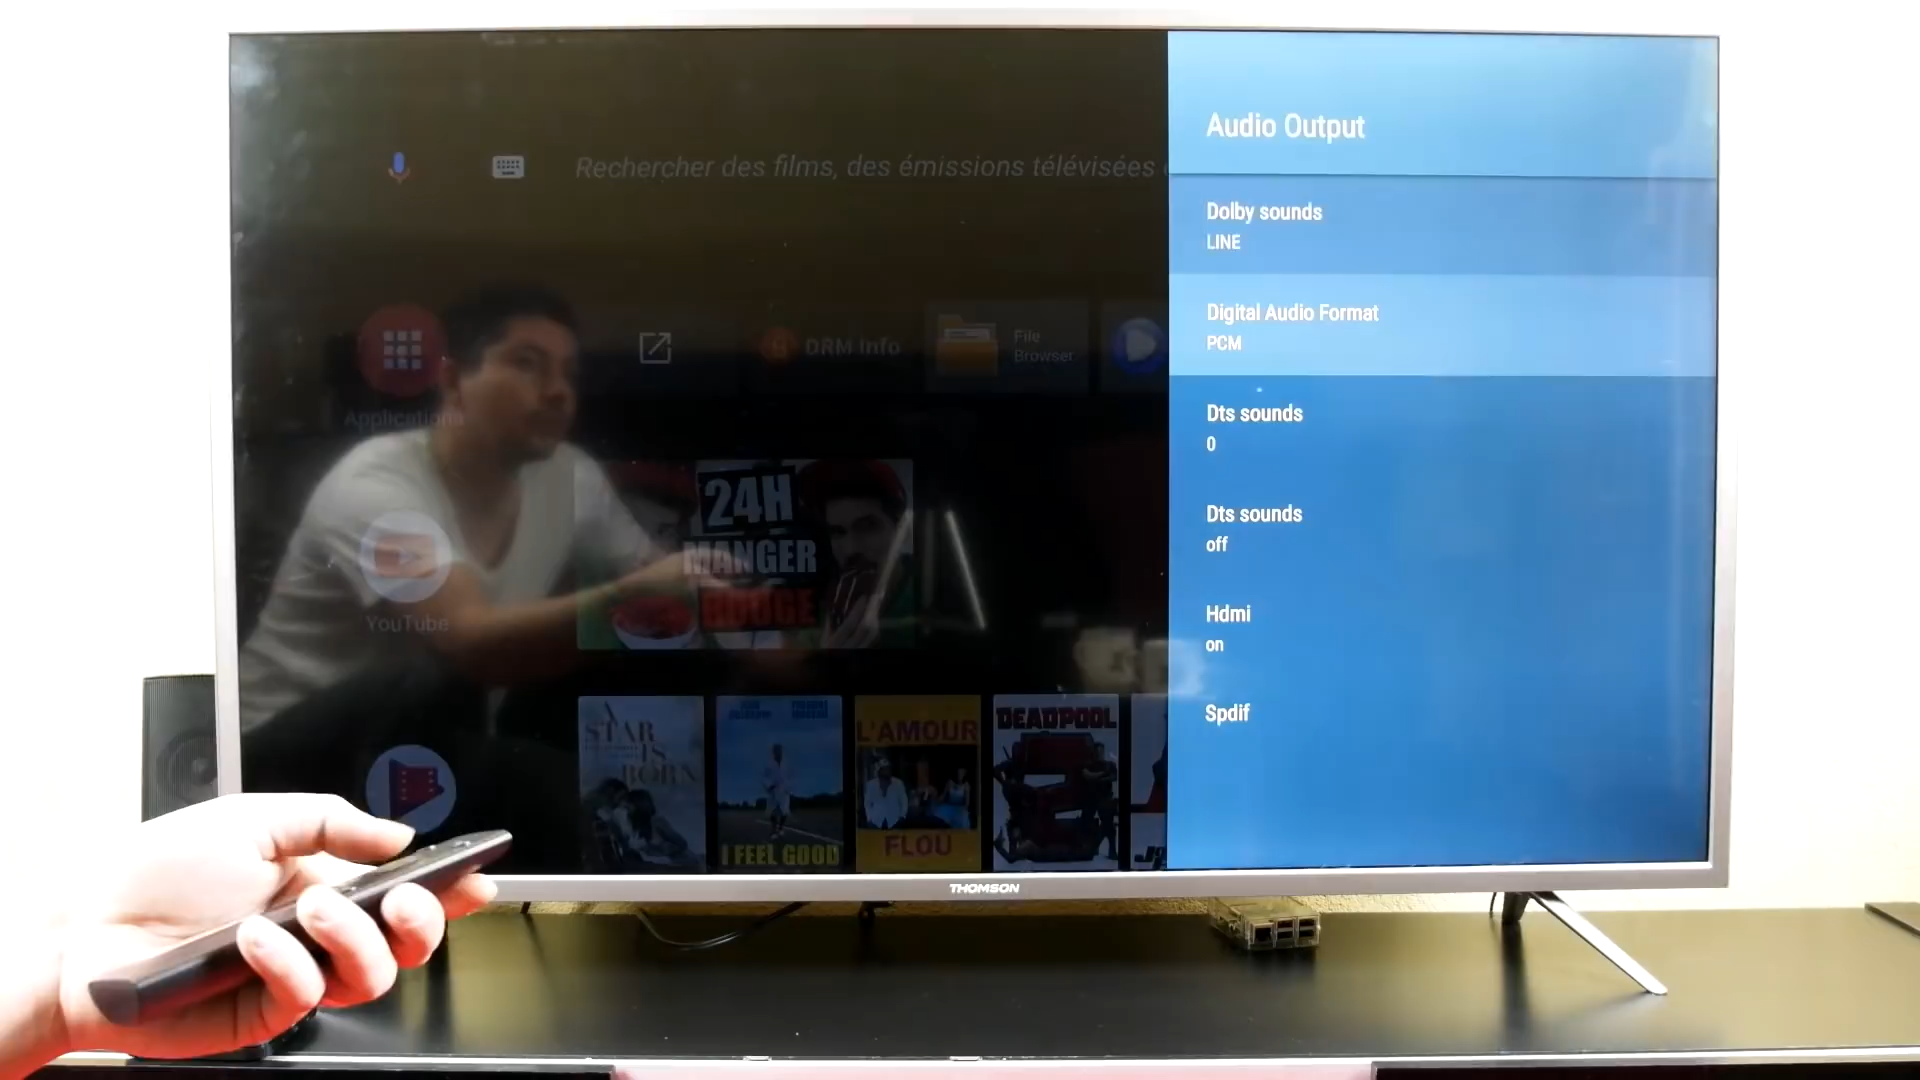 Audio Output
Rechercher des films, des émissions télévisées
Dolby sounds
LINE
Digital Audio Format
PCM
DRM Info
File
Browser
Applications
Dts sounds
0
24H
MANGER
ROUGE
Dts sounds
off
YouTube
Hdmi
on
Spdif
A
STAR
IS
BORN
I FEEL GOOD
L'AMOUR
FLOU
DEADPOOL
THOMSON